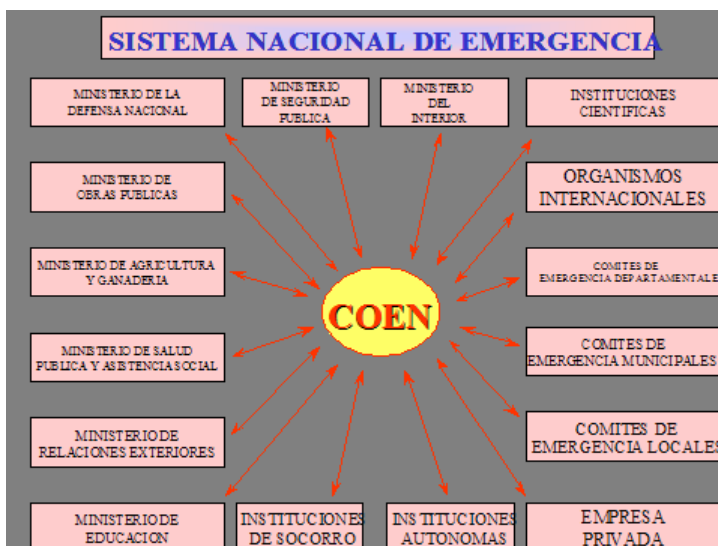 SISTEMA NACIONAL DE EMERGENCIA
MINISTERIO DE LA
DEFENSA NACIONAL
MINISTERIO
DE SEGURIDAD
PUBLICA
MINISTERIO
DEL
INTERIOR
INSTITUCIONES
CIENTIFICAS
MINISTERIO DE
OBRAS PUBLICAS
ORGANISMOS
INTERNACIONALES
MINISTERIO DE AGRICULTURA
Y GANADERIA
COMITES DE
EMERGENCIA DEPARTAMENTALE
COEN
MINISTERIO DE SALUD
PUBLICA Y ASISTENCIA SOCIAL
COMITES DE
EMERGENCIA MUNICIPALES
MINISTERIO DE
RELACIONES EXTERIORES
COMITES DE
EMERGENCIA LOCALES
MINISTERIO DE
EDUCACION
INSTITUCIONES
DE SOCORRO
INSTITUCIONES
AUTONOMAS
EMPRESA
PRIVADA